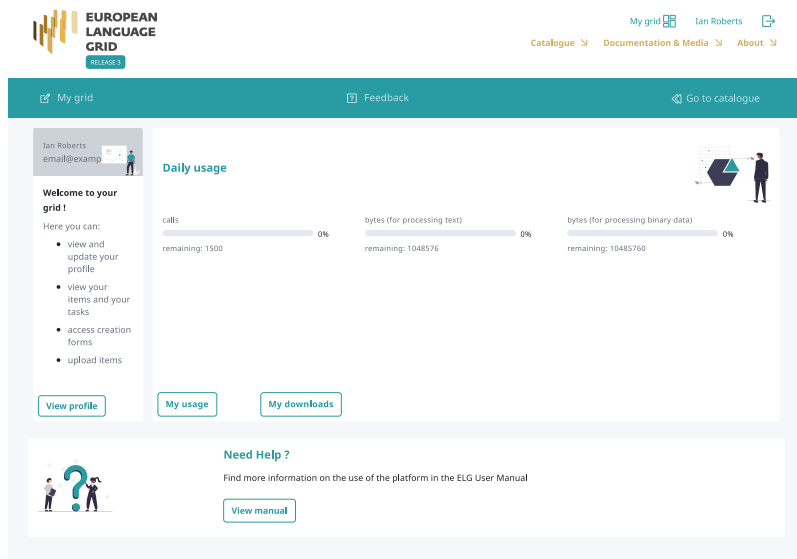 EUROPEAN
LANGUAGE
GRID
RELEASE 3
My grid
Ian Roberts
Catalogue
Documentation & Media
About
My grid
Feedback
Go to catalogue
Ian Roberts
email@examp
Welcome to your
grid !
Here you can:
view and
update your
profile
view your
items and your
tasks
access creation
forms
upload items
View profile
Daily usage
calls
0%
remaining: 1500
bytes (for processing text)
0%
remaining: 1048576
bytes (for processing binary data)
0%
remaining: 10485760
My usage
My downloads
Need Help ?
Find more information on the use of the platform in the ELG User Manual
View manual